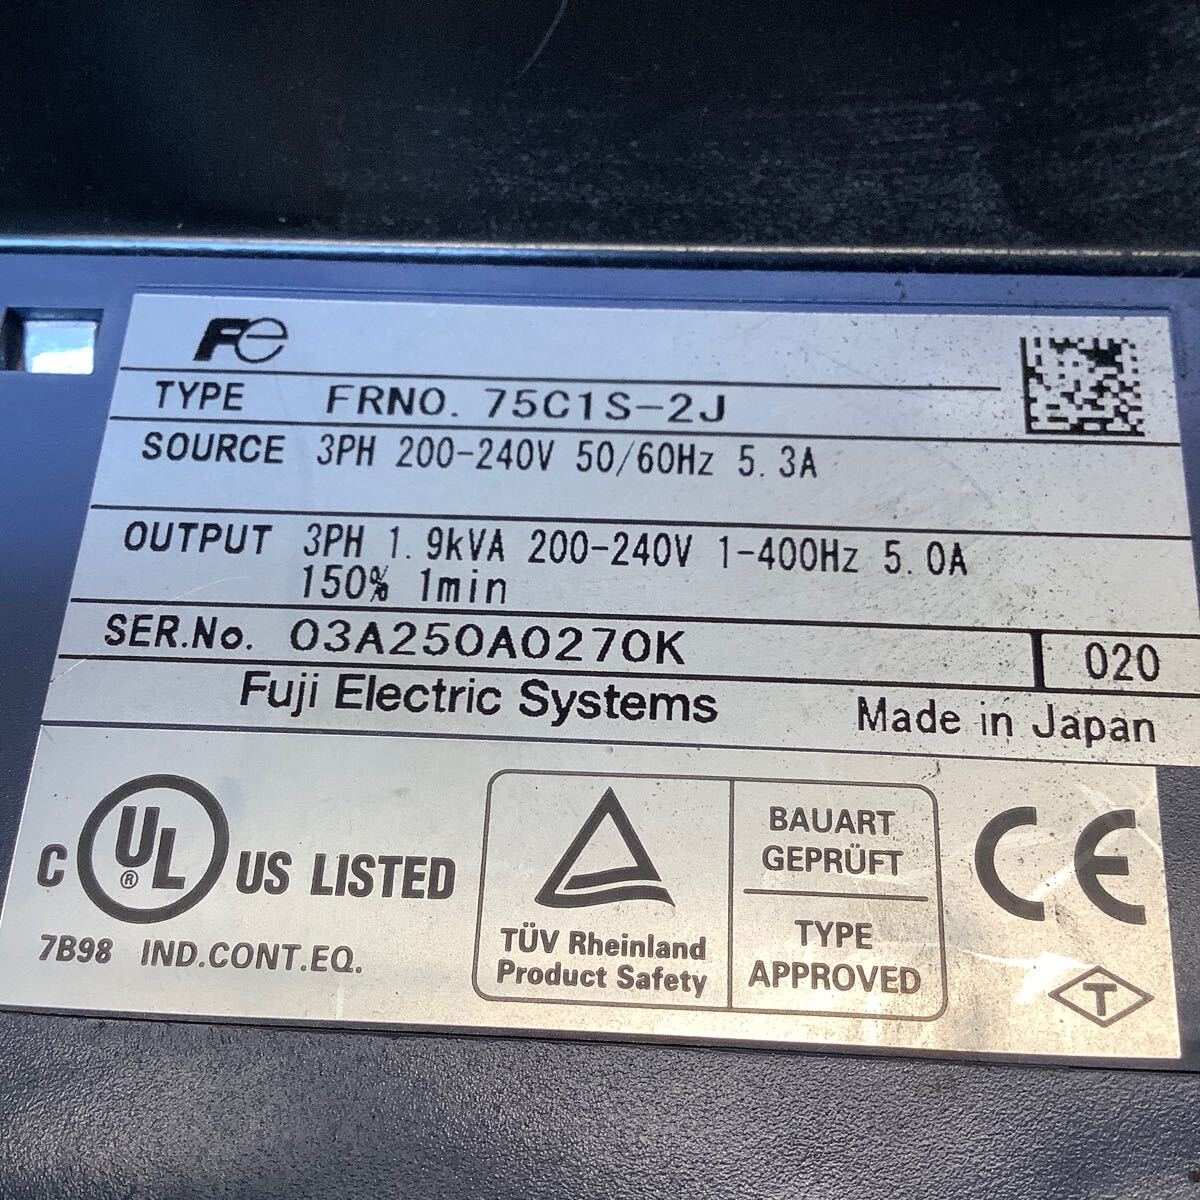 Fe
TYPE FRN0.75C1S-2J
SOURCE 3PH 200-240V 50/60Hz 5.3A
OUTPUT 3PH 1.9kVA 200-240V 1-400Hz 5.0A
150% 1min
SER.No. 03A250A0270K 020
Fuji Electric Systems Made in Japan
C UL ® US LISTED
7B98 IND.CONT.EQ.
TÜV Rheinland
Product Safety
BAUART
GEPRÜFT
TYPE
APPROVED
CE
T